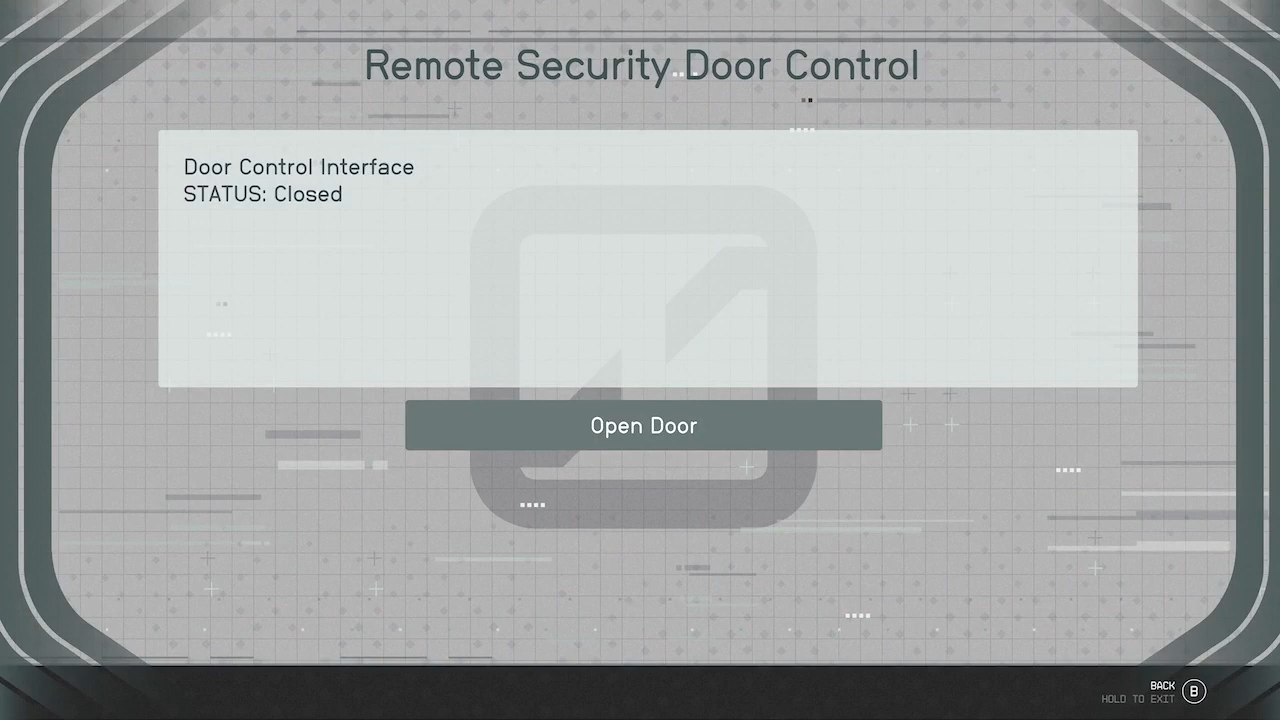 Remote Security Door Control
Door Control Interface
STATUS: Closed
Open Door
BACK
HOLD TO EXIT
B